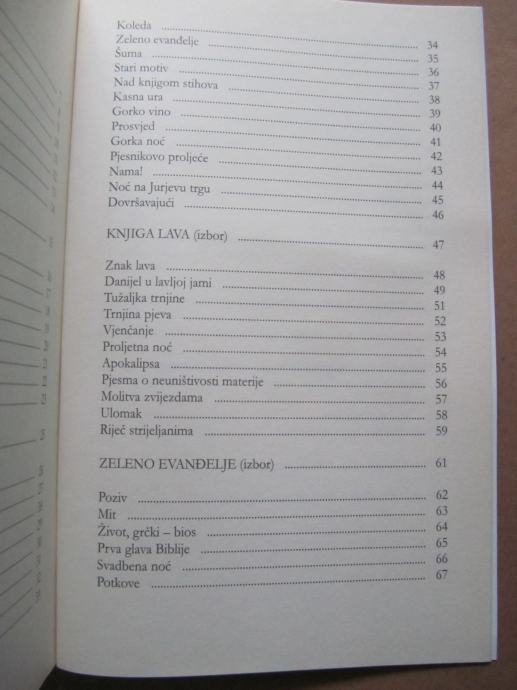 Koleda 34
Zeleno evanđelje 35
Šuma 36
Stari motiv 37
Nad knjigom stihova 38
Kasna ura 39
Gorko vino 40
Prosvjed 41
Gorka noć 42
Pjesnikovo proljeće 43
Nama! 44
Noć na Jurjevu trgu 45
Dovršavajući 46
KNJIGA LAVA (izbor) 47
Znak lava 48
Danijel u lavljoj jami 49
Tužaljka trnjine 51
Trnjina pjeva 52
Vjenčanje 53
Proljetna noć 54
Apokalipsa 55
Pjesma o neuništivosti materije 56
Molitva zvijezdama 57
Ulomak 58
Riječ strijeljanima 59
ZELENO EVANĐELJE (izbor) 61
Poziv 62
Mit 63
Život, grčki – bios 64
Prva glava Biblije 65
Svadbena noć 66
Potkove 67